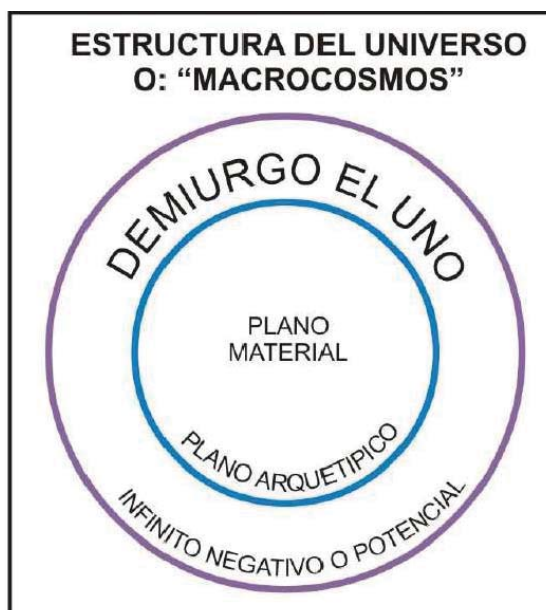 ESTRUCTURA DEL UNIVERSO
O: “MACROCOSMOS”
DEMIURGO EL UNO
PLANO
MATERIAL
PLANO ARQUETIPICO
INFINITO NEGATIVO O POTENCIAL